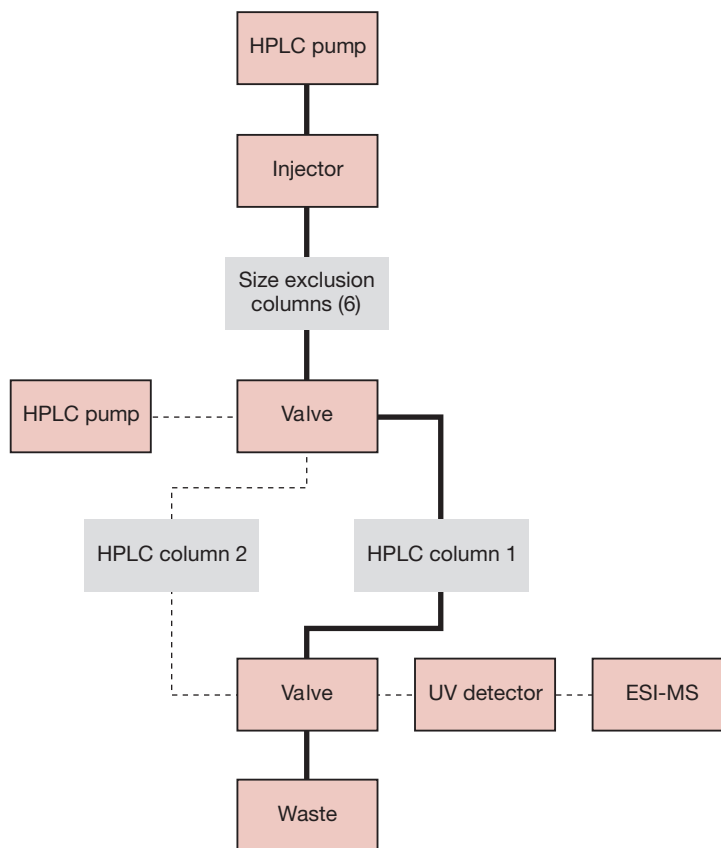 HPLC pump
Injector
Size exclusion
columns (6)
HPLC pump
Valve
HPLC column 2
HPLC column 1
Valve
UV detector
ESI-MS
Waste